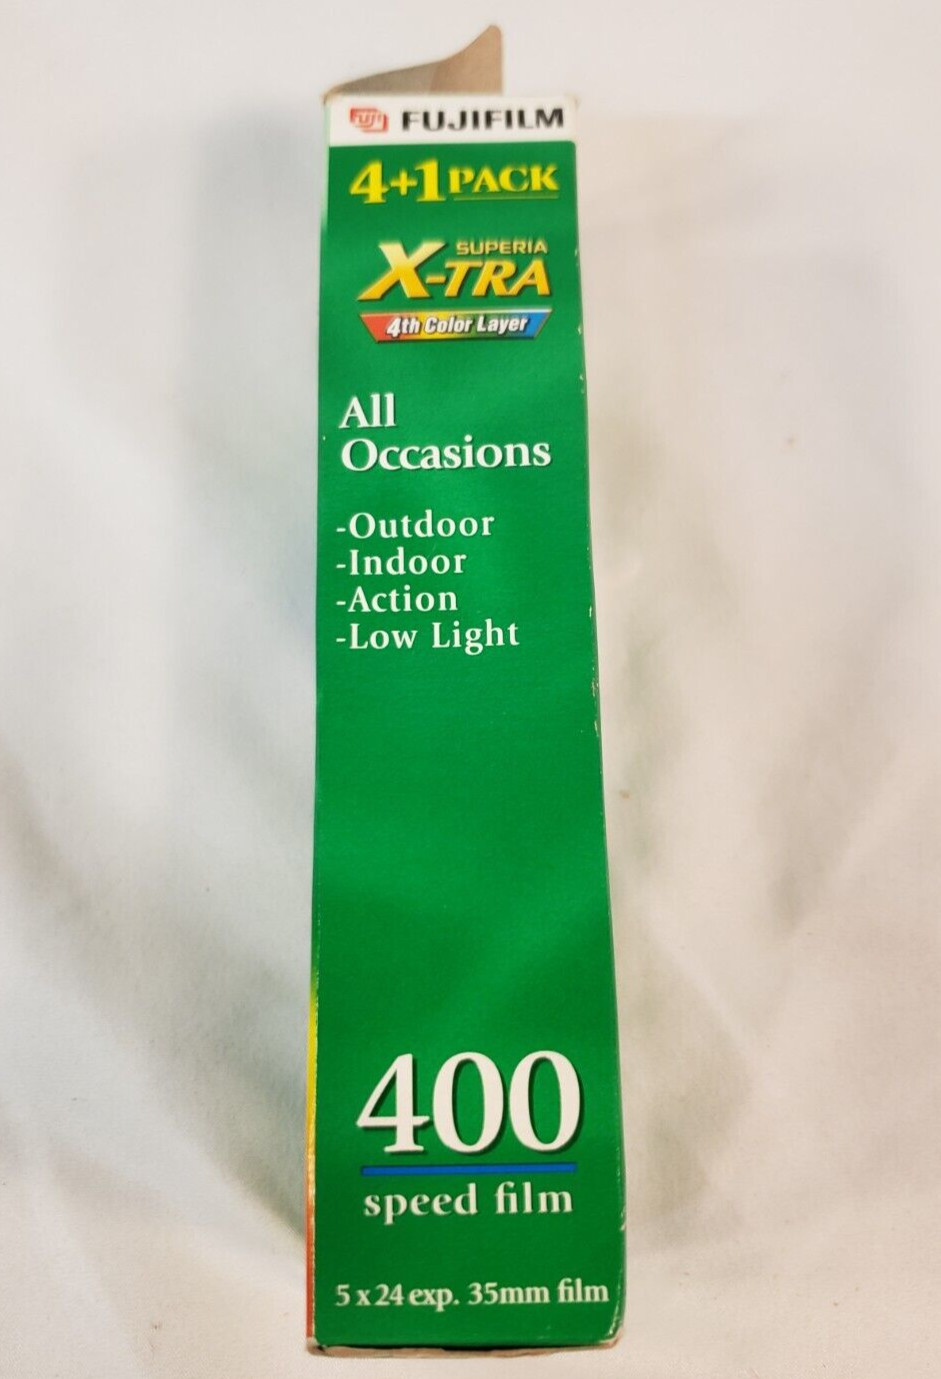 FUJI FUJIFILM
4+1 PACK
SUPERIA
X-TRA
4th Color Layer
All
Occasions
-Outdoor
-Indoor
-Action
-Low Light
400
speed film
5 x 24 exp. 35mm film